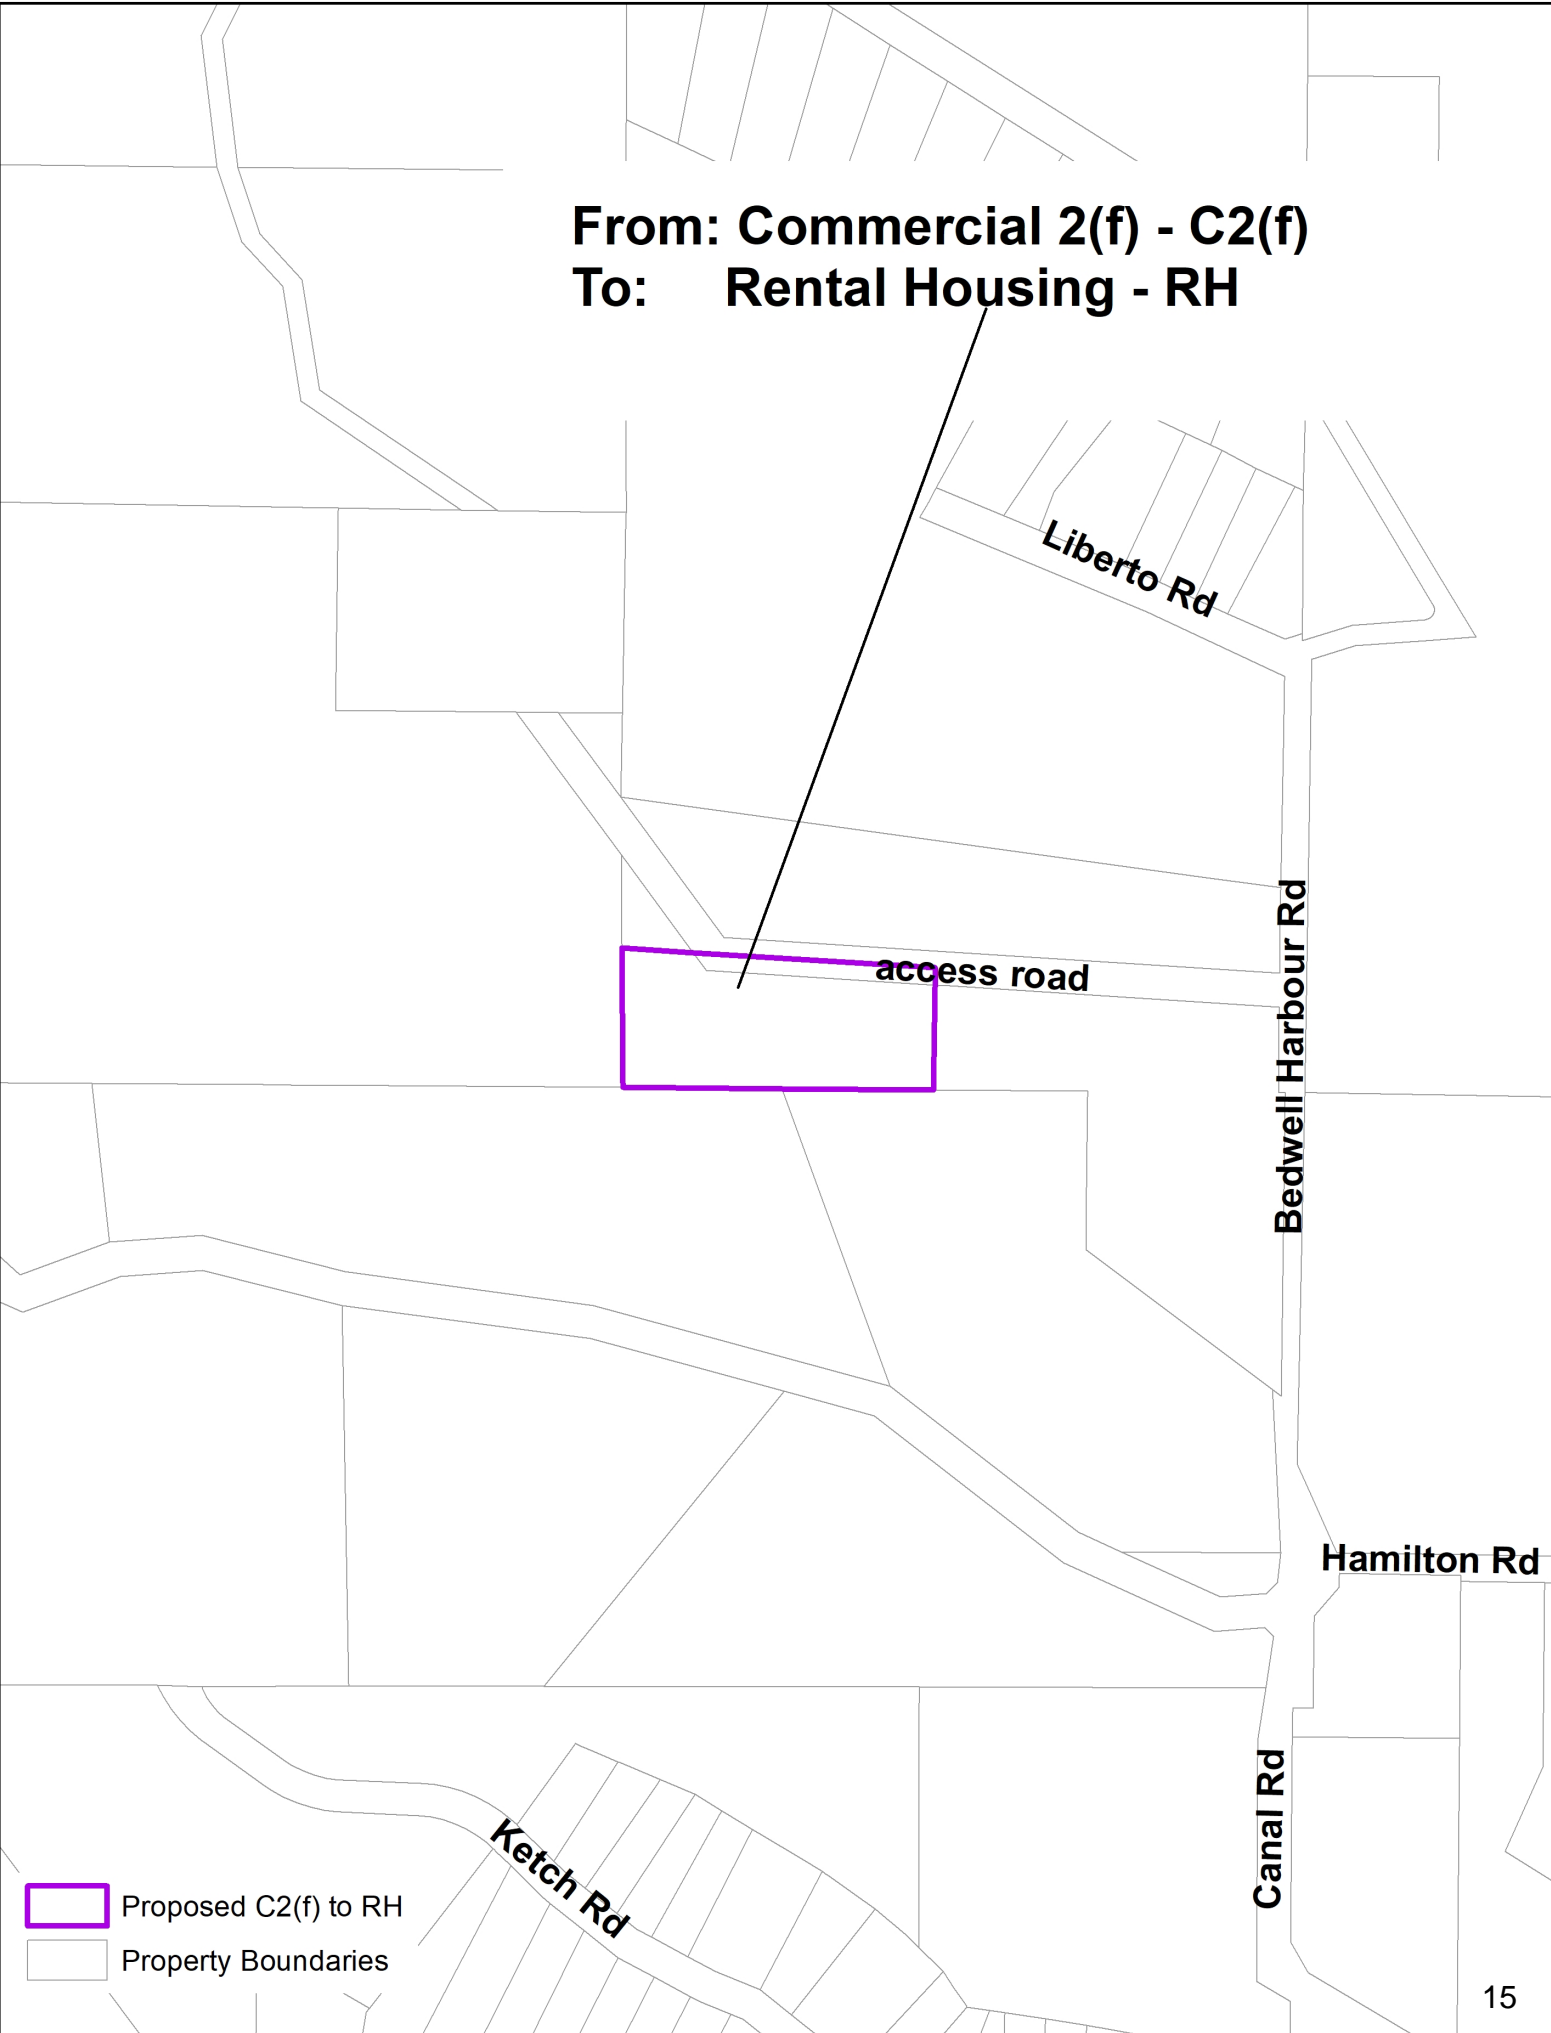 From: Commercial 2(f) - C2(f)
To: Rental Housing - RH
Liberto Rd
access road
Bedwell Harbour Rd
Hamilton Rd
Canal Rd
Ketch Rd
Proposed C2(f) to RH
Property Boundaries
15